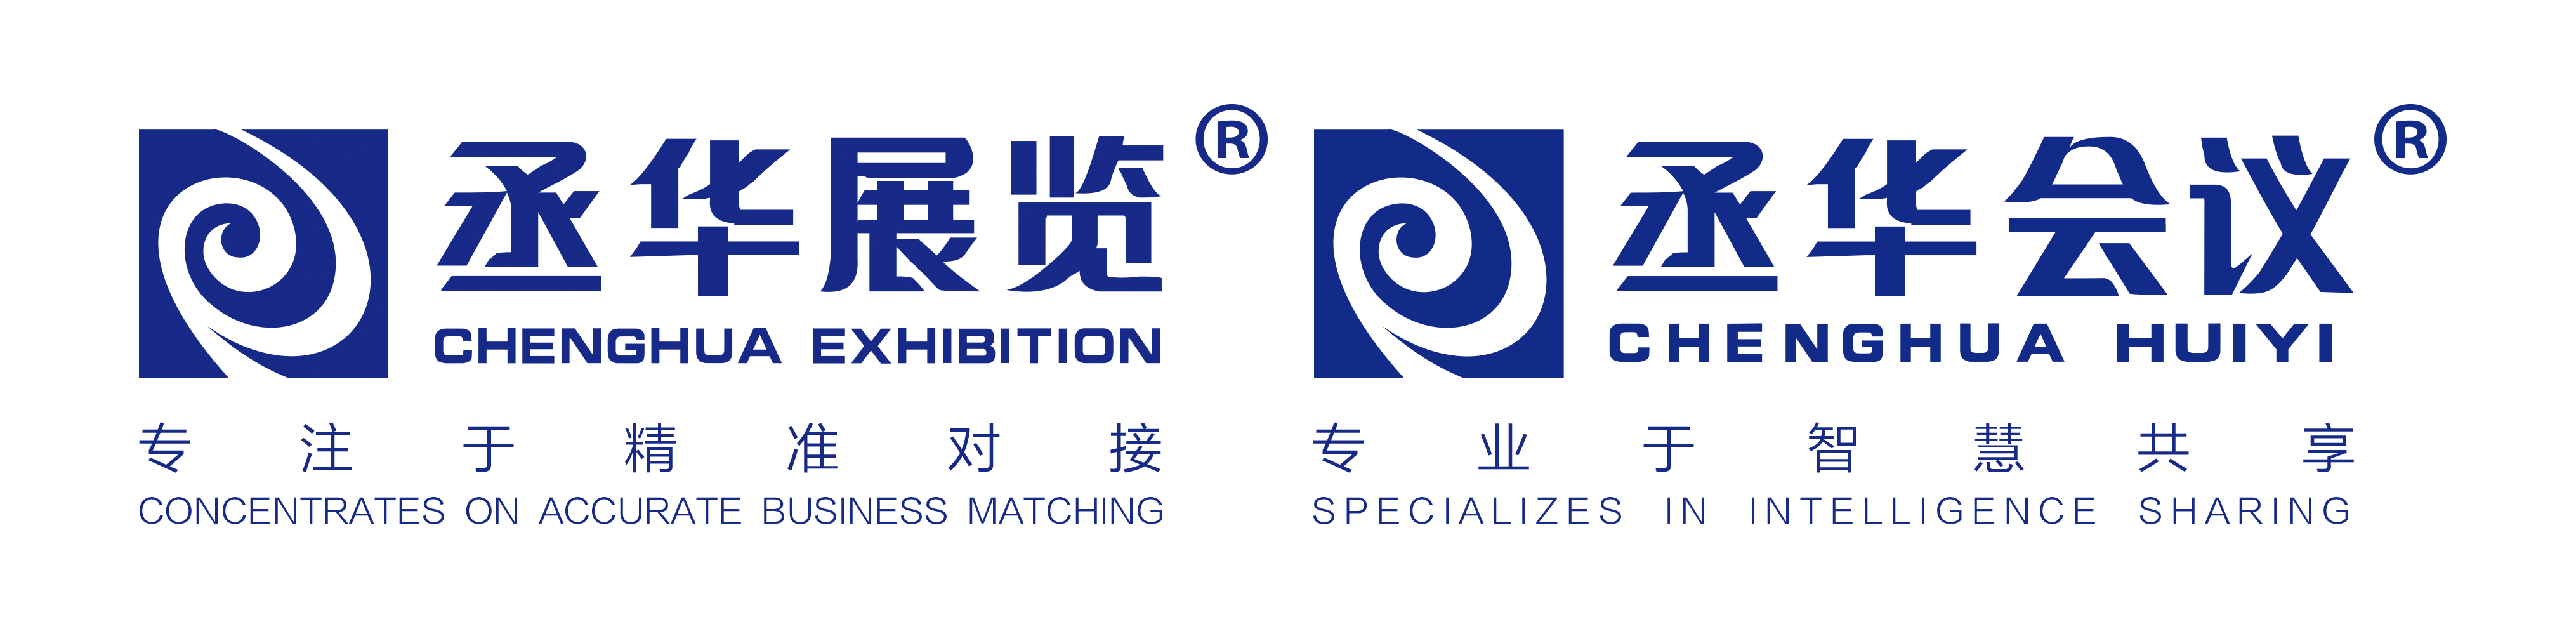 丞华展览®
CHENGHUA EXHIBITION
专注于精准对接
CONCENTRATES ON ACCURATE BUSINESS MATCHING
丞华会议®
CHENGHUA HUIYI
专业于智慧共享
SPECIALIZES IN INTELLIGENCE SHARING